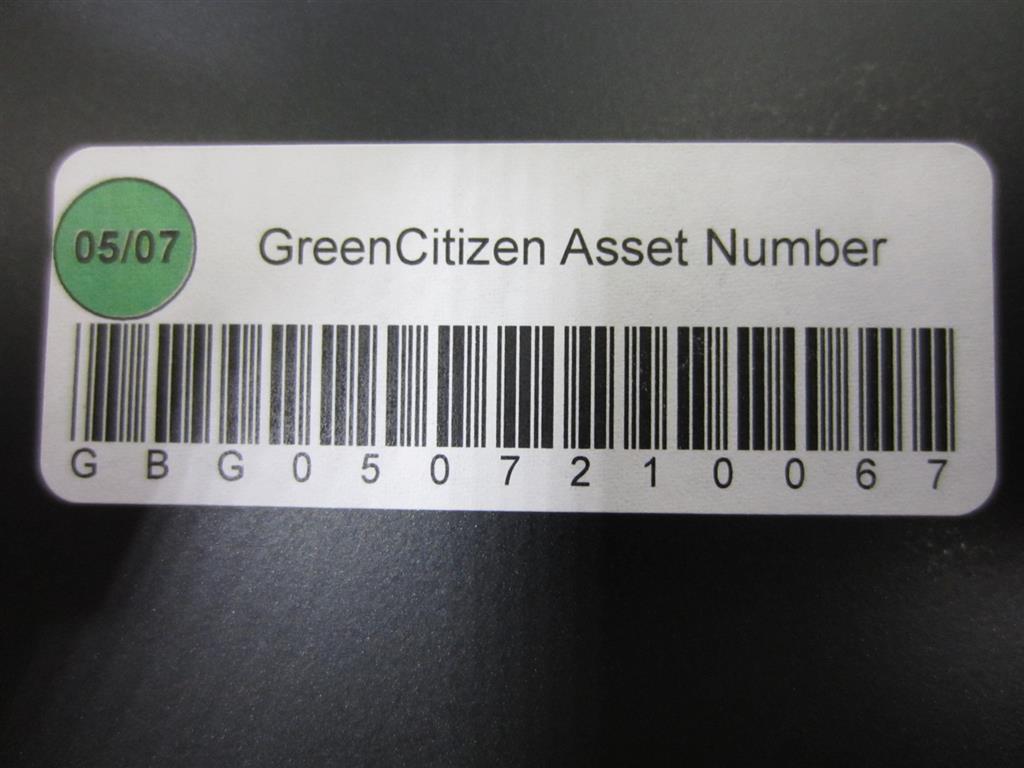 05/07
GreenCitizen Asset Number
G B G 0 5 0 7 2 1 0 0 6 7